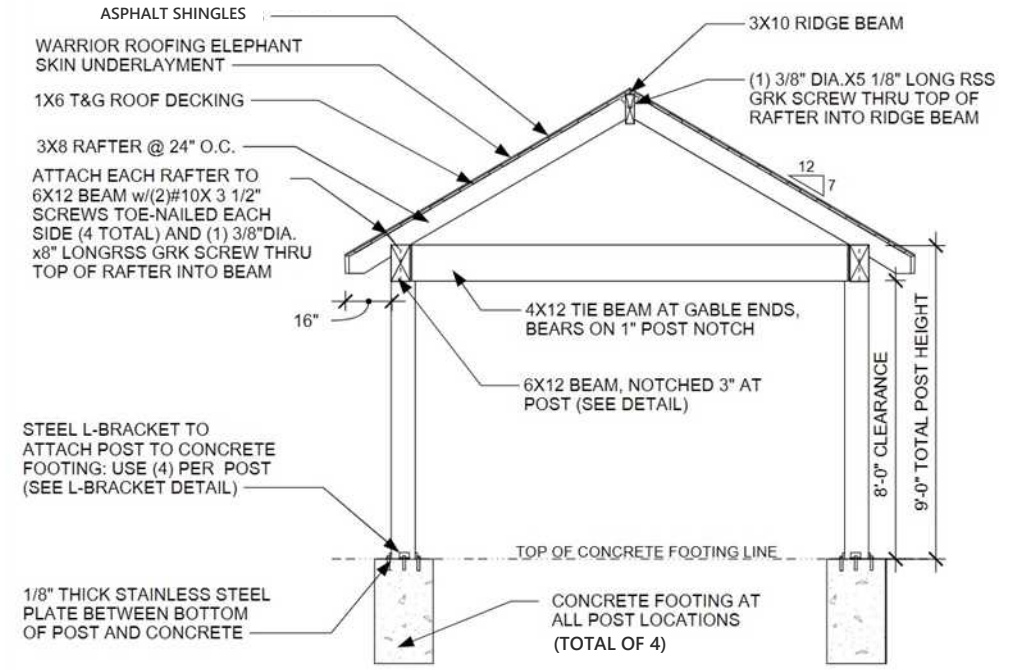 ASPHALT SHINGLES
WARRIOR ROOFING ELEPHANT
SKIN UNDERLAYMENT
1X6 T&G ROOF DECKING
3X8 RAFTER @ 24" O.C.
ATTACH EACH RAFTER TO
6X12 BEAM w/(2)#10X 3 1/2"
SCREWS TOE-NAILED EACH
SIDE (4 TOTAL) AND (1) 3/8"DIA.
x8" LONGRSS GRK SCREW THRU
TOP OF RAFTER INTO BEAM
3X10 RIDGE BEAM
(1) 3/8" DIA.X5 1/8" LONG RSS
GRK SCREW THRU TOP OF
RAFTER INTO RIDGE BEAM
12
7
16"
4X12 TIE BEAM AT GABLE ENDS,
BEARS ON 1" POST NOTCH
6X12 BEAM, NOTCHED 3" AT
POST (SEE DETAIL)
8'-0" CLEARANCE
9'-0" TOTAL POST HEIGHT
STEEL L-BRACKET TO
ATTACH POST TO CONCRETE
FOOTING: USE (4) PER POST
(SEE L-BRACKET DETAIL)
TOP OF CONCRETE FOOTING LINE
1/8" THICK STAINLESS STEEL
PLATE BETWEEN BOTTOM
OF POST AND CONCRETE
CONCRETE FOOTING AT
ALL POST LOCATIONS
(TOTAL OF 4)